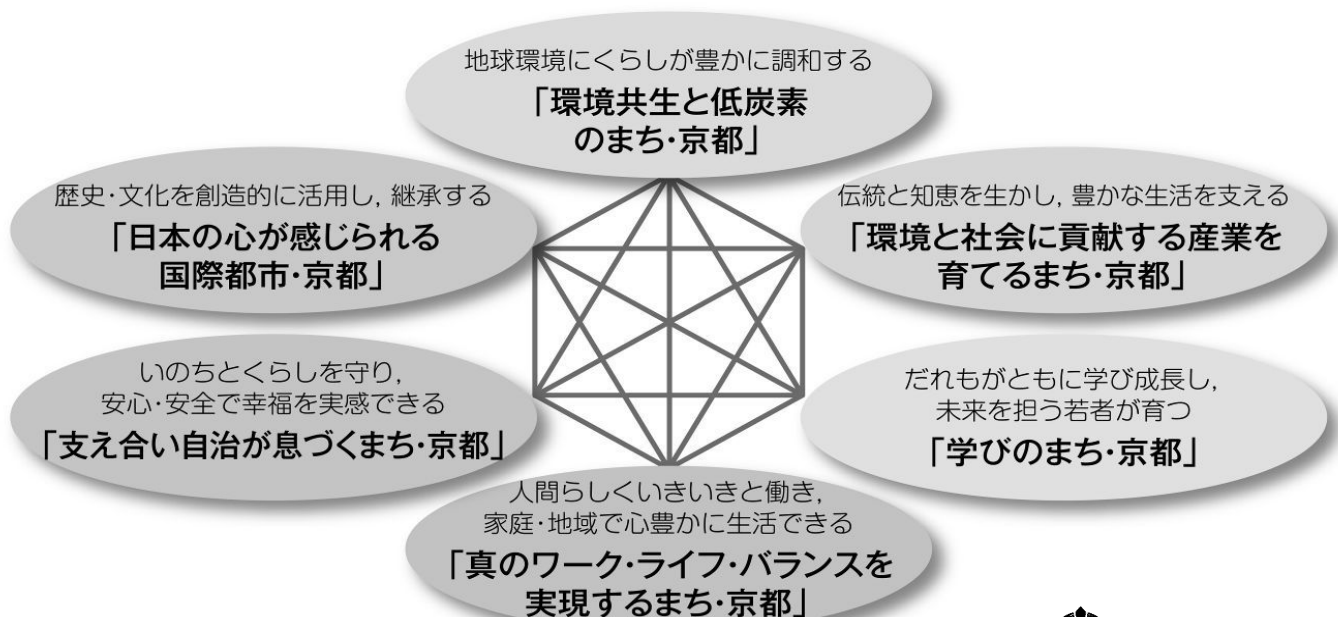 地球環境にくらしが豊かに調和する
「環境共生と低炭素
のまち・京都」
歴史・文化を創造的に活用し, 継承する
「日本の心が感じられる
国際都市・京都」
伝統と知恵を生かし, 豊かな生活を支える
「環境と社会に貢献する産業を
育てるまち・京都」
いのちとくらしを守り,
安心・安全で幸福を実感できる
「支え合い自治が息づくまち・京都」
だれもがともに学び成長し,
未来を担う若者が育つ
「学びのまち・京都」
人間らしくいきいきと働き,
家庭・地域で心豊かに生活できる
「真のワーク・ライフ・バランスを
実現するまち・京都」